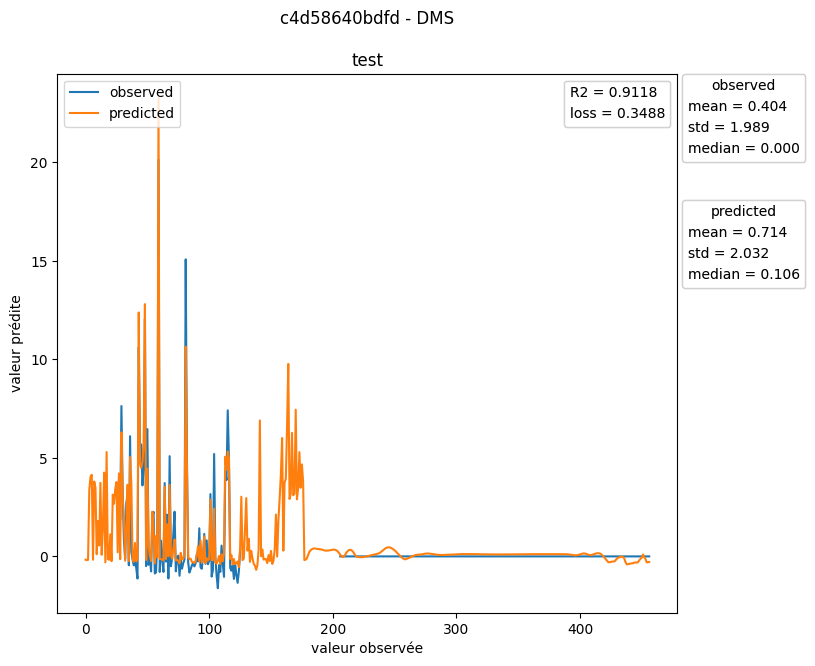 c4d58640bdfd - DMS
test
observed
predicted
R2 = 0.9118
loss = 0.3488
observed
mean = 0.404
std = 1.989
median = 0.000
predicted
mean = 0.714
std = 2.032
median = 0.106
valeur prédite
20
15
10
5
0
0 100 200 300 400
valeur observée